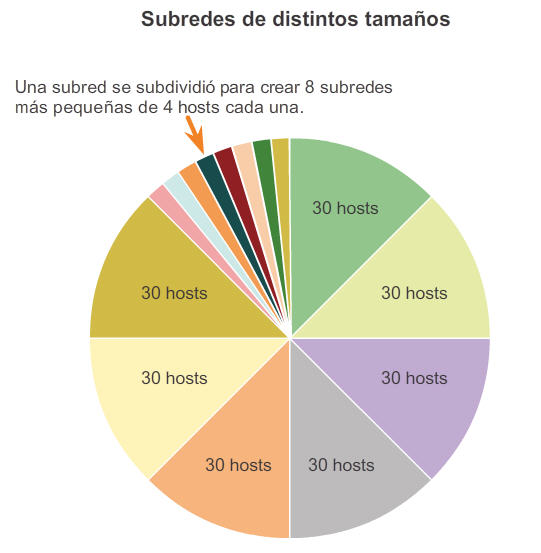 Subredes de distintos tamaños
Una subred se subdividió para crear 8 subredes
más pequeñas de 4 hosts cada una.
30 hosts
30 hosts
30 hosts
30 hosts
30 hosts
30 hosts
30 hosts